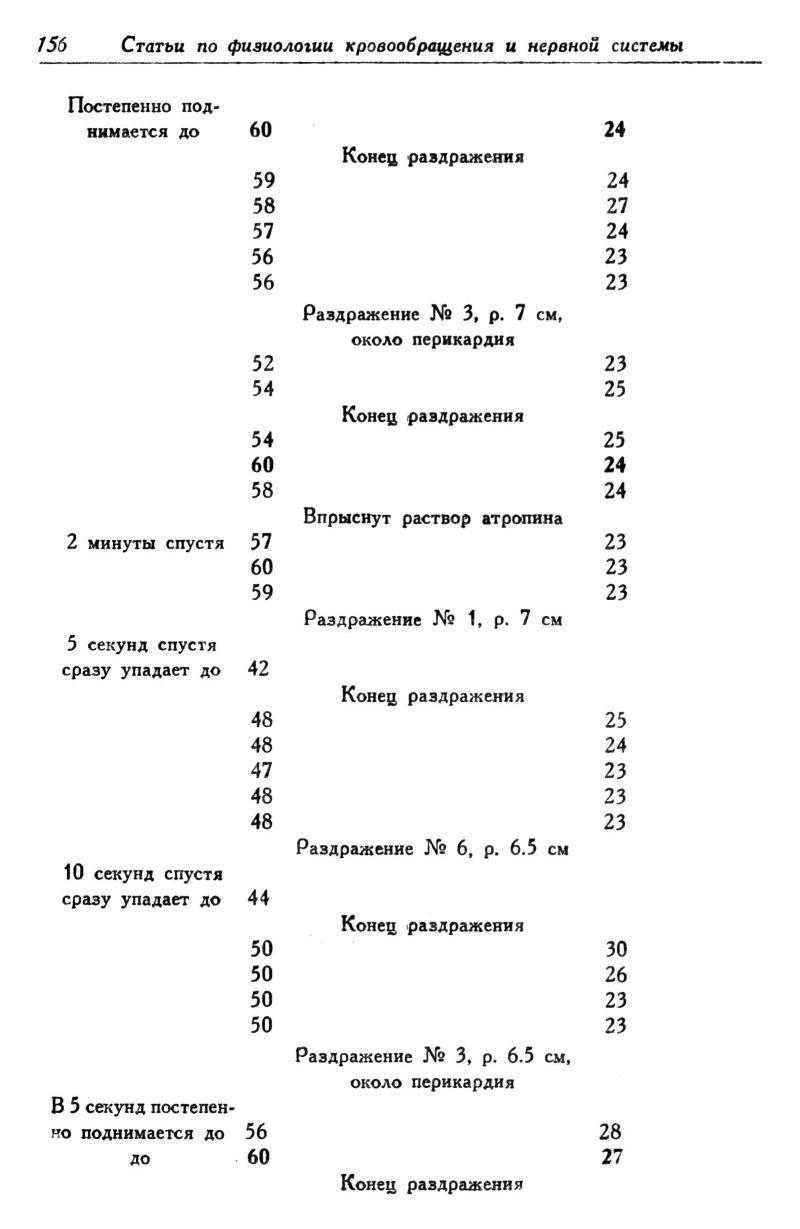 156 Статьи по физиологии кровообращения и нервной системы
Постепенно под-
нимается до 60 24
Конец раздражения
59 24
58 27
57 24
56 23
56 23
Раздражение № 3, р. 7 см,
около перикардия
52 23
54 25
Конец раздражения
54 25
60 24
58 24
Впрыснут раствор атропина
2 минуты спустя 57 23
60 23
59 23
Раздражение № 1, р. 7 см
5 секунд спустя
сразу упадает до 42
Конец раздражения
48 25
48 24
47 23
48 23
48 23
Раздражение № 6, р. 6.5 см
10 секунд спустя
сразу упадает до 44
Конец раздражения
50 30
50 26
50 23
50 23
Раздражение № 3, р. 6.5 см,
около перикардия
В 5 секунд постепен-
но поднимается до 56 28
до 60 27
Конец раздражения